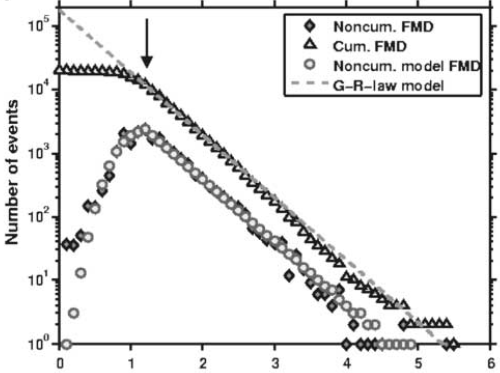 10^5
10^4
10^3
10^2
10^1
10^0
Number of events
Noncum. FMD
Cum. FMD
Noncum. model FMD
G-R-law model
0 1 2 3 4 5 6